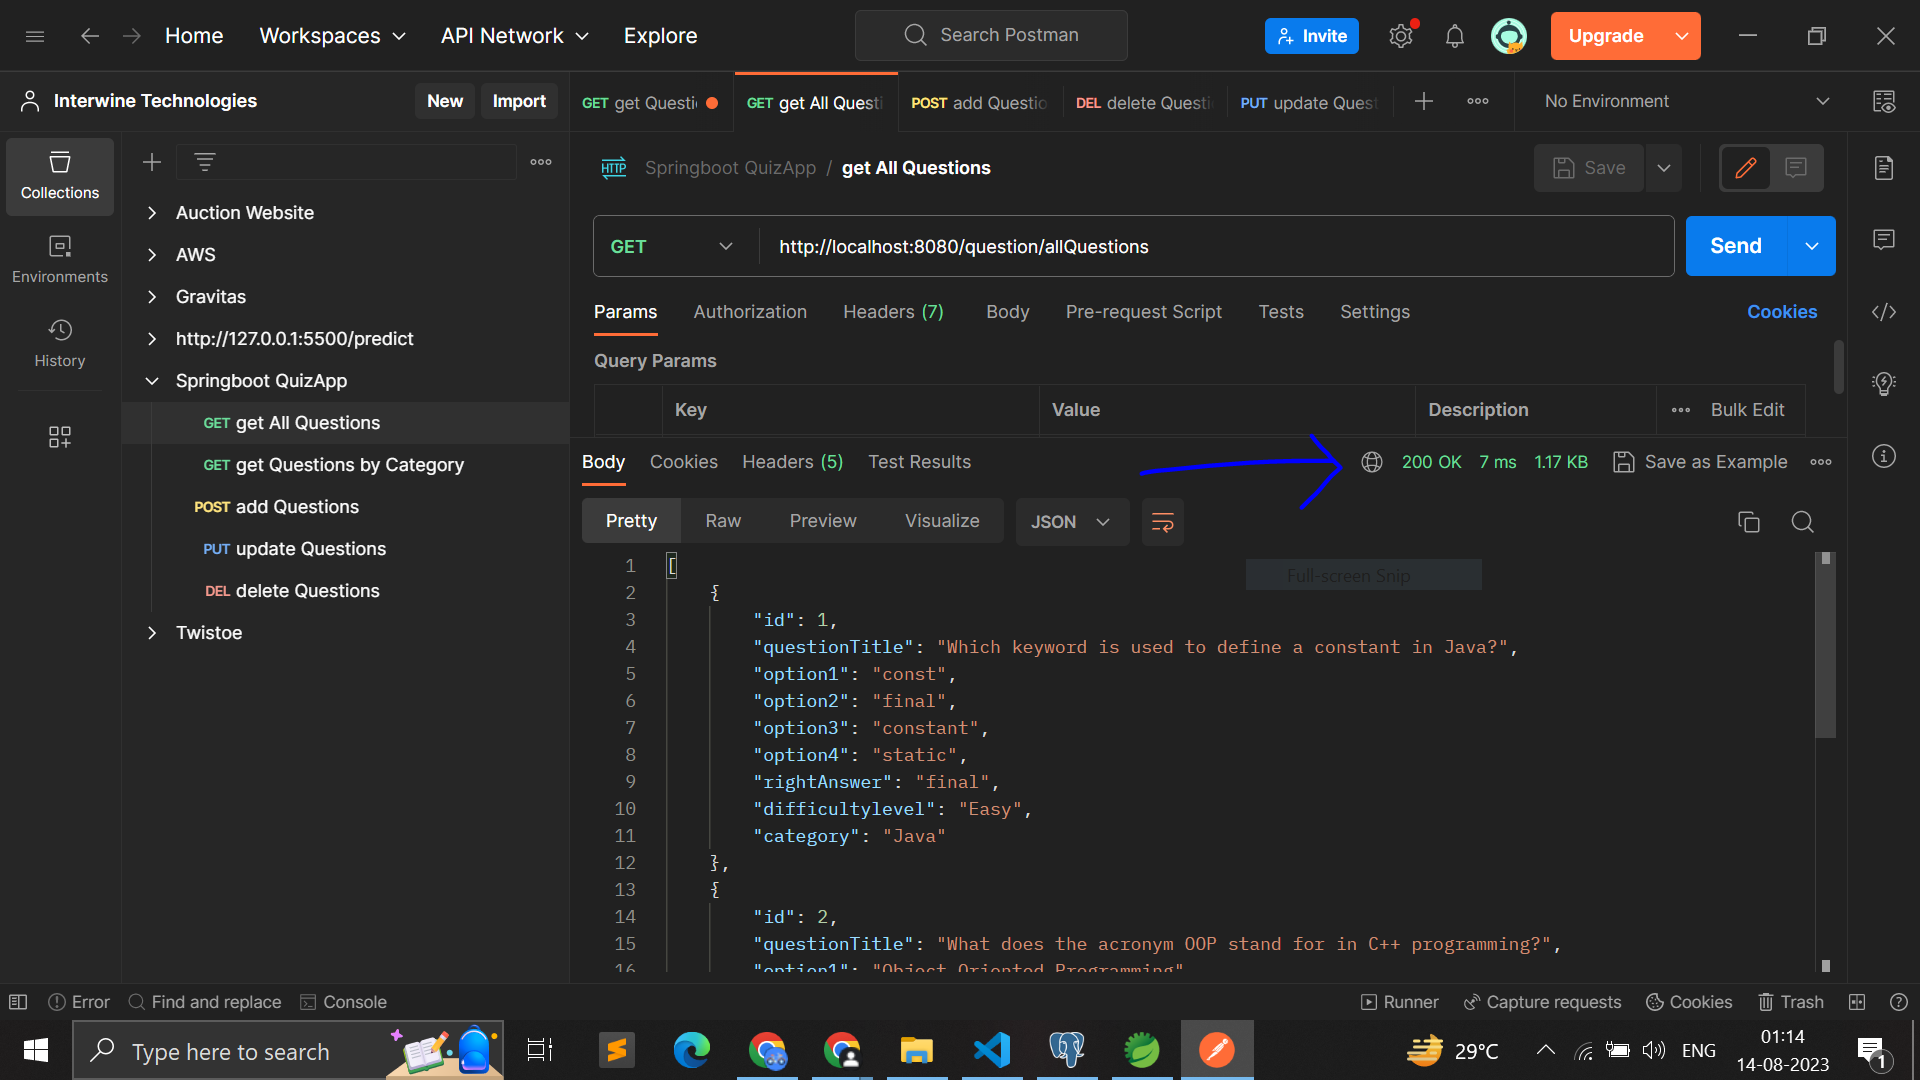 Home Workspaces API Network Explore Search Postman Invite Upgrade
Interwine Technologies New Import
GET get Questi GET get All Questi POST add Questio DEL delete Questi PUT update Quest No Environment
Collections
Environments
History
Auction Website
AWS
Gravitas
http://127.0.0.1:5500/predict
Springboot QuizApp
GET get All Questions
GET get Questions by Category
POST add Questions
PUT update Questions
DEL delete Questions
Twistoe
HTTP Springboot QuizApp / get All Questions Save
GET http://localhost:8080/question/allQuestions Send
Params Authorization Headers (7) Body Pre-request Script Tests Settings Cookies
Query Params
Key Value Description Bulk Edit
Body Cookies Headers (5) Test Results 200 OK 7 ms 1.17 KB Save as Example
Pretty Raw Preview Visualize JSON
Full-screen Snip
1 [
2 {
3 "id": 1,
4 "questionTitle": "Which keyword is used to define a constant in Java?",
5 "option1": "const",
6 "option2": "final",
7 "option3": "constant",
8 "option4": "static",
9 "rightAnswer": "final",
10 "difficultylevel": "Easy",
11 "category": "Java"
12 },
13 {
14 "id": 2,
15 "questionTitle": "What does the acronym OOP stand for in C++ programming?",
16 "option1": "Object Oriented Programming"
Error Find and replace Console Runner Capture requests Cookies Trash
Type here to search 29°C ENG 01:14
14-08-2023 1